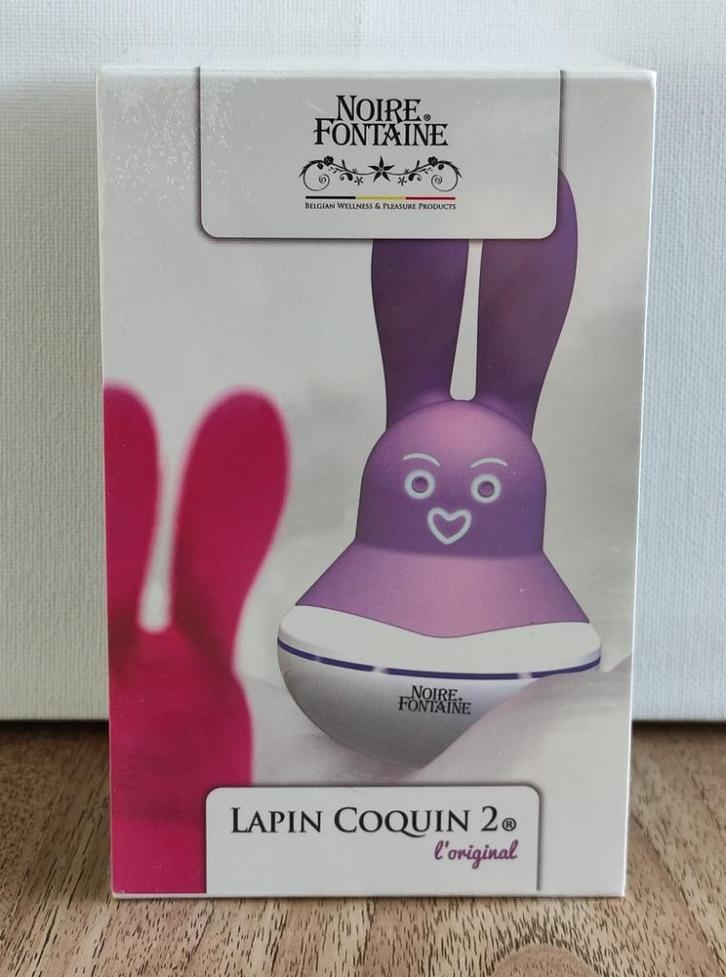 NOIRE®
FONTAINE
BELGIAN WELLNESS & PLEASURE PRODUCTS
NOIRE®
FONTAINE
LAPIN COQUIN 2®
l'original